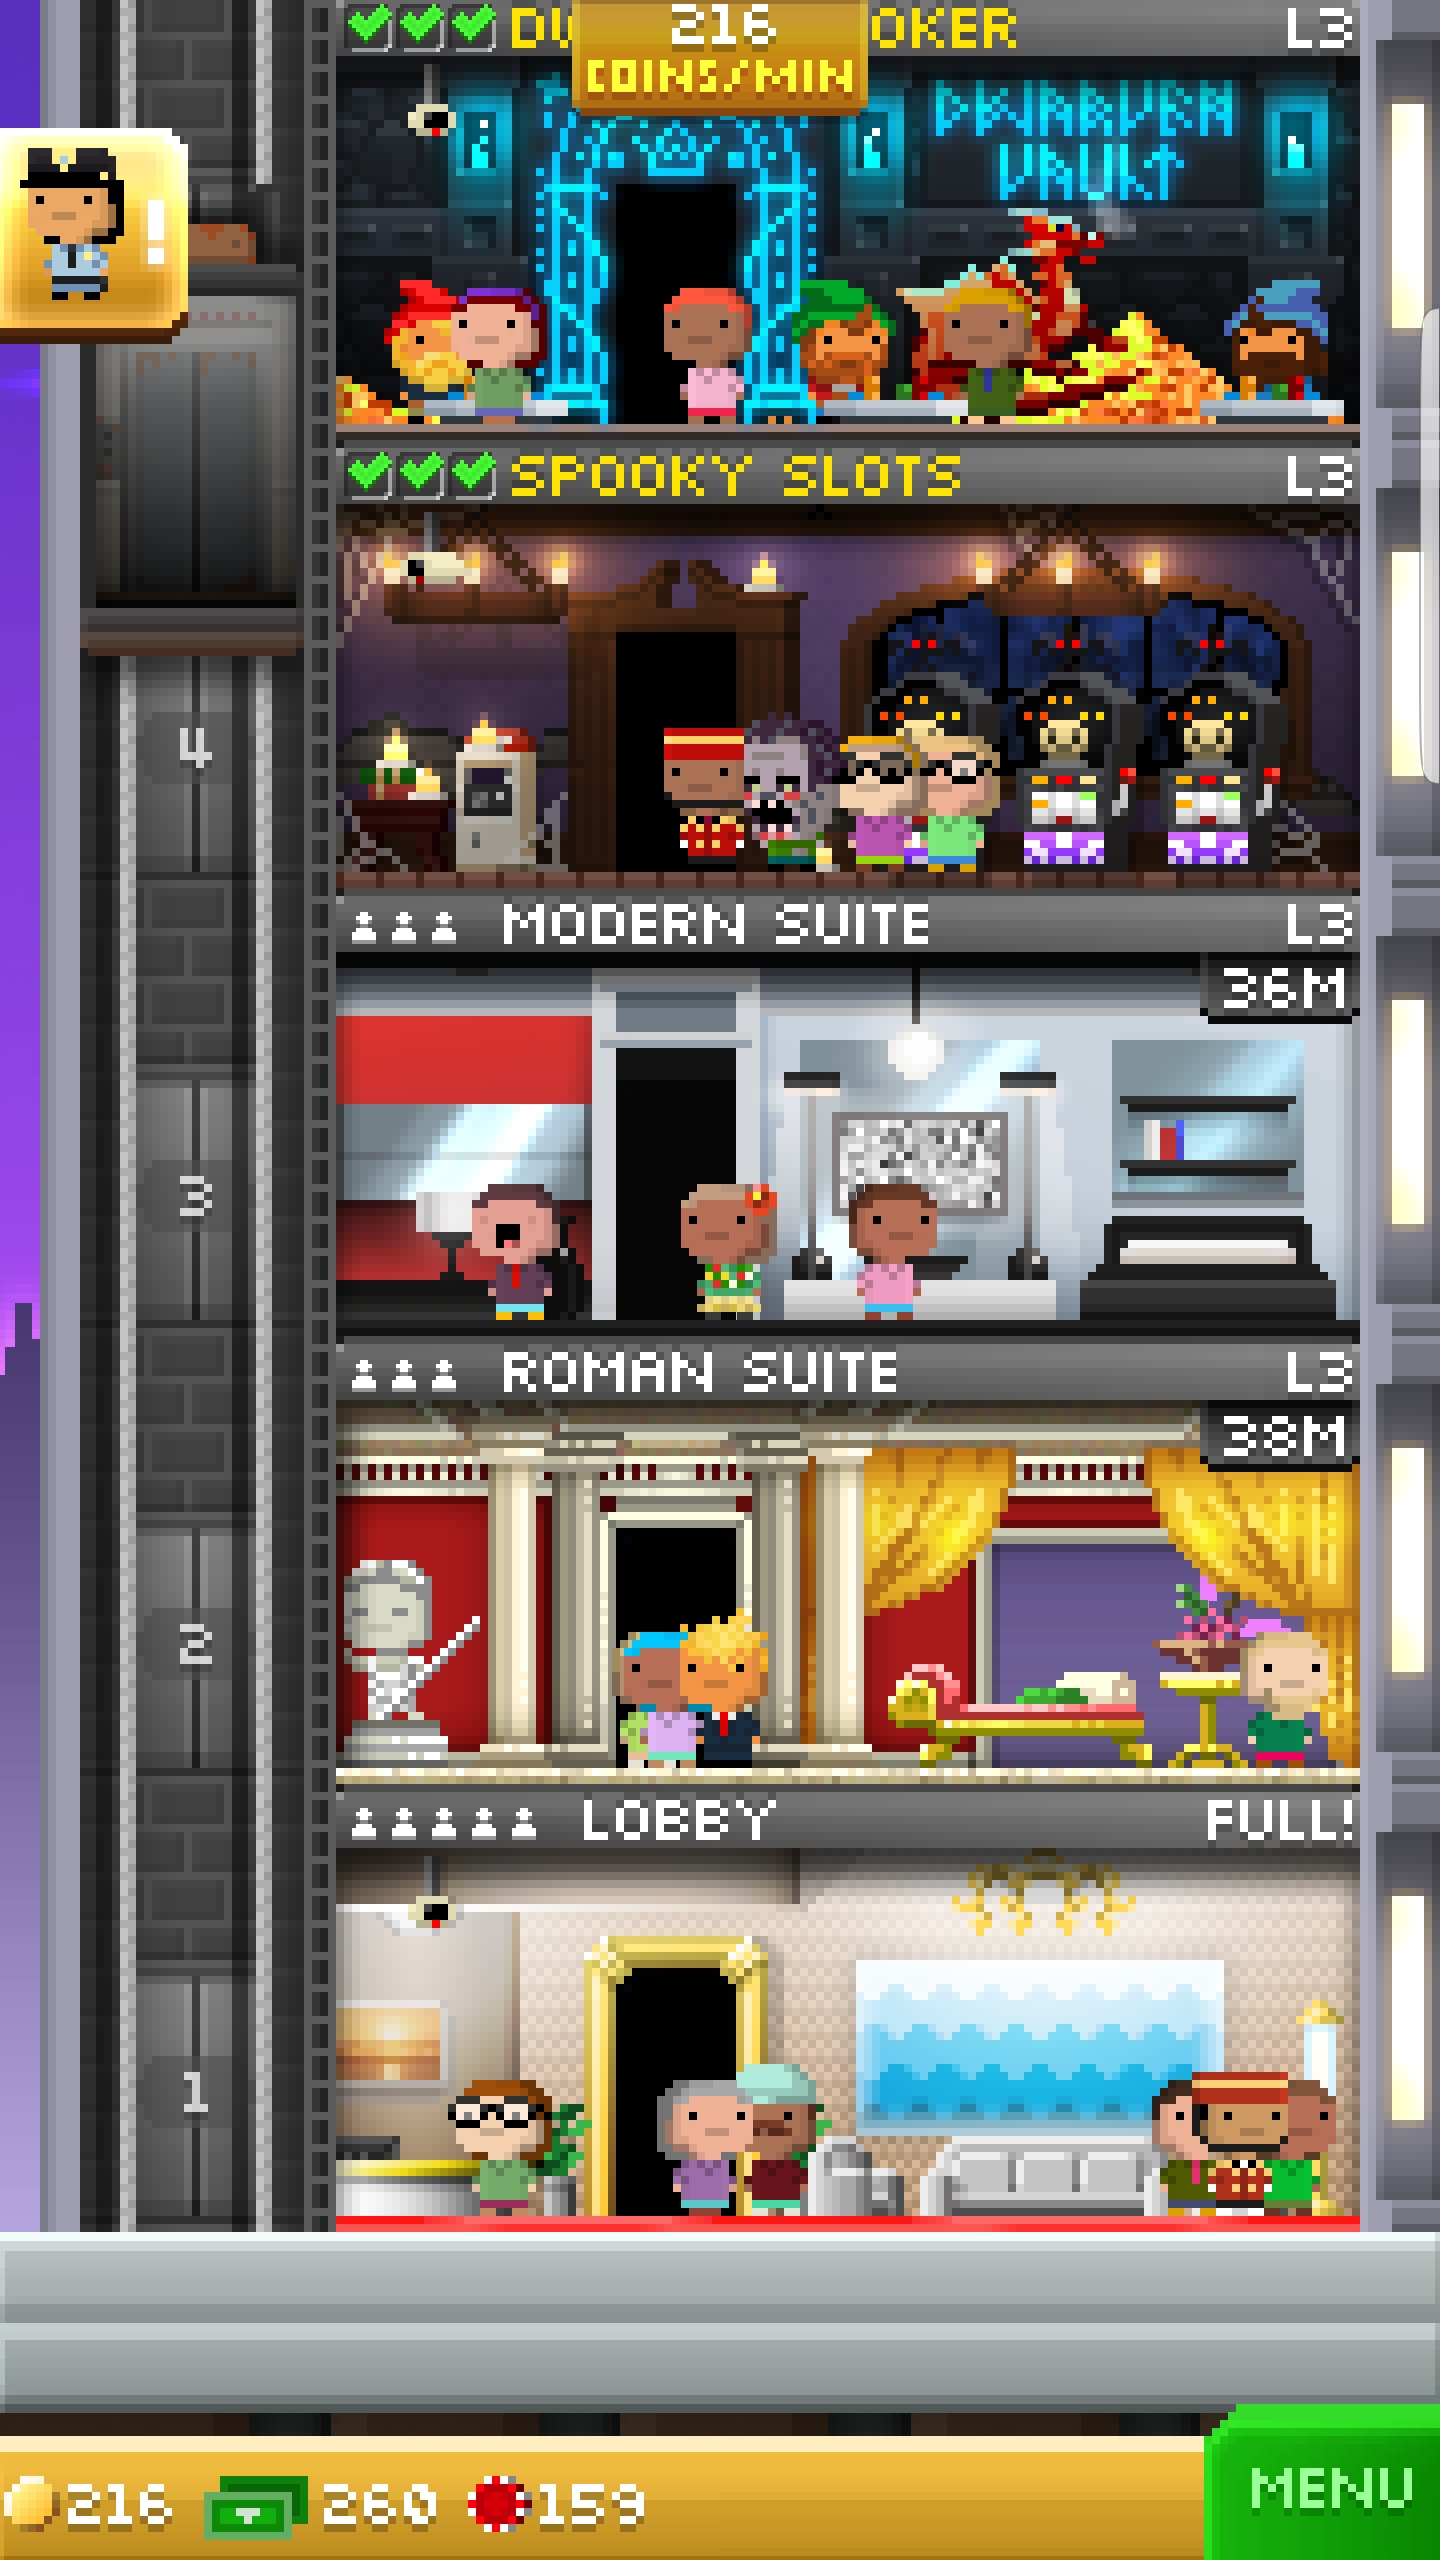 216
COINS/MIN
OKER L3
DWARVEN
VAULT
!
SPOOKY SLOTS L3
4
MODERN SUITE L3
36M
3
ROMAN SUITE L3
38M
2
LOBBY FULL!
1
216 260 159
MENU